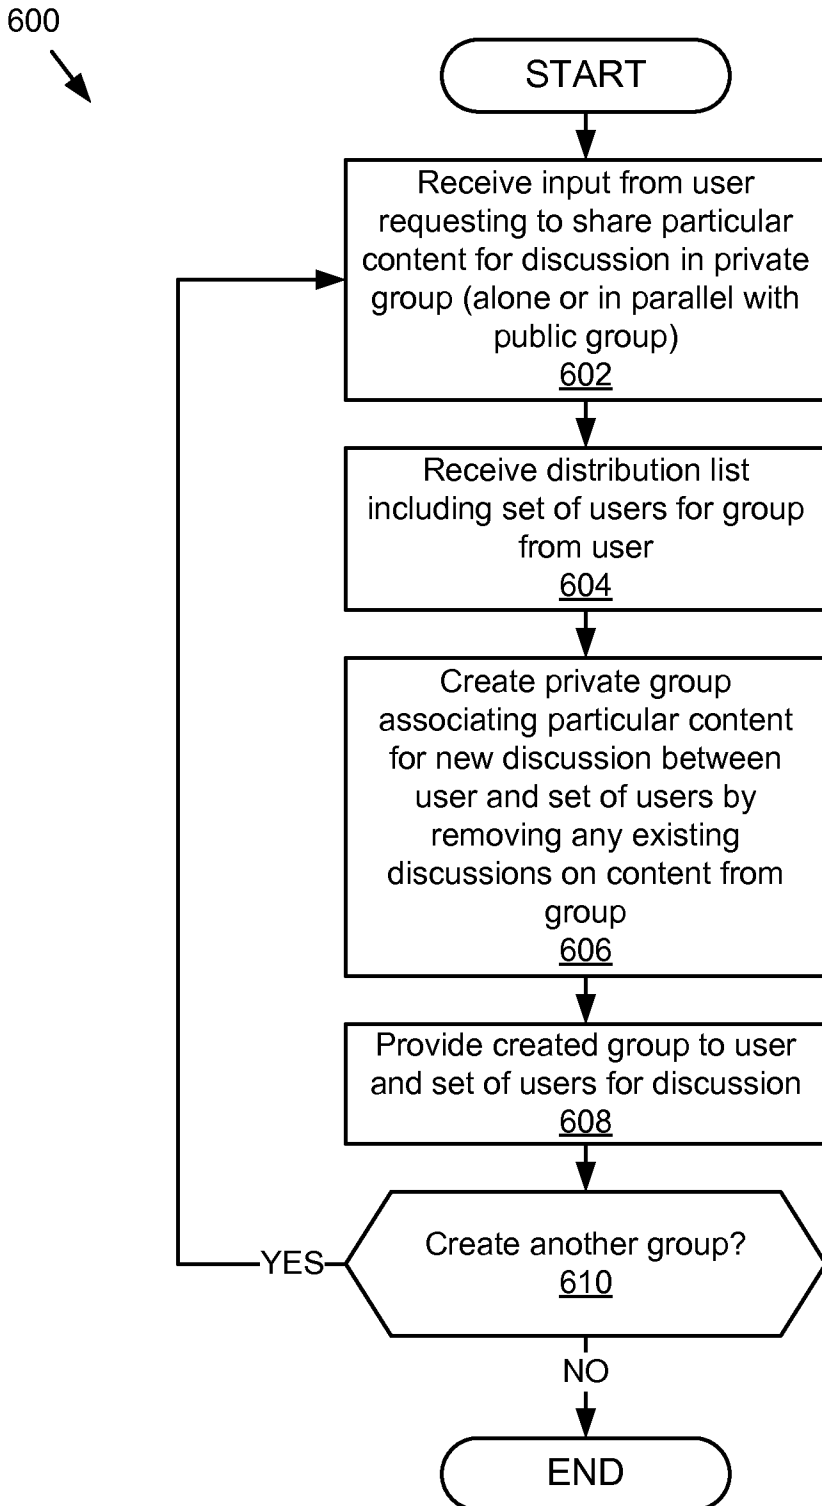 600
START
Receive input from user
requesting to share particular
content for discussion in private
group (alone or in parallel with
public group)
602
Receive distribution list
including set of users for group
from user
604
Create private group
associating particular content
for new discussion between
user and set of users by
removing any existing
discussions on content from
group
606
Provide created group to user
and set of users for discussion
608
Create another group?
610
YES
NO
END